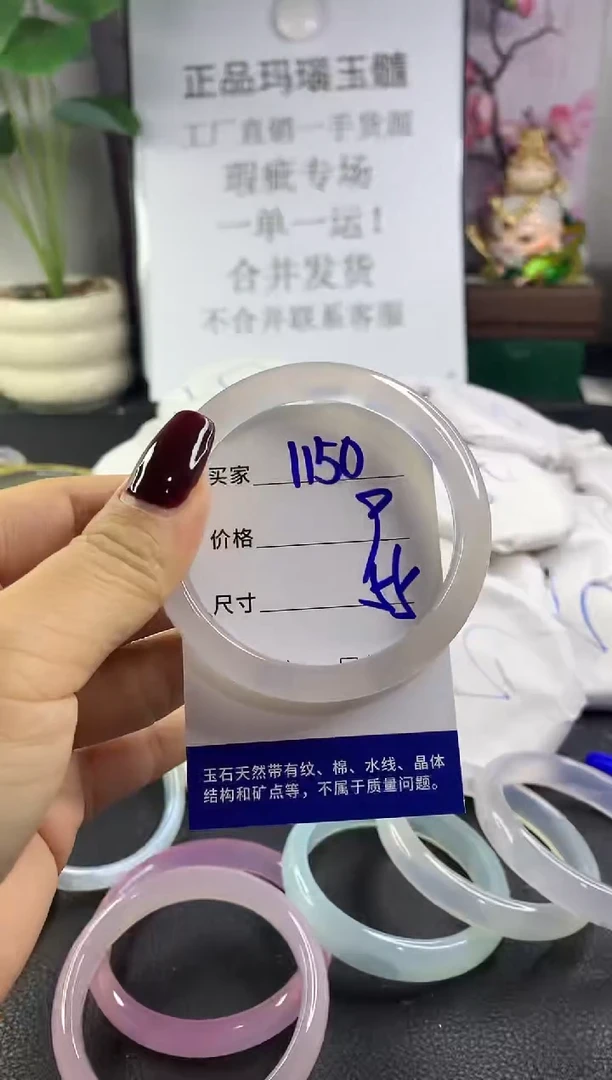 正品玛瑙玉髓
工厂直销一手货源
瑕疵专场
一单一运！
合并发货
不合并联系客服
买家 1150
价格
尺寸
玉石天然带有纹、棉、水线、晶体
结构和矿点等，不属于质量问题。